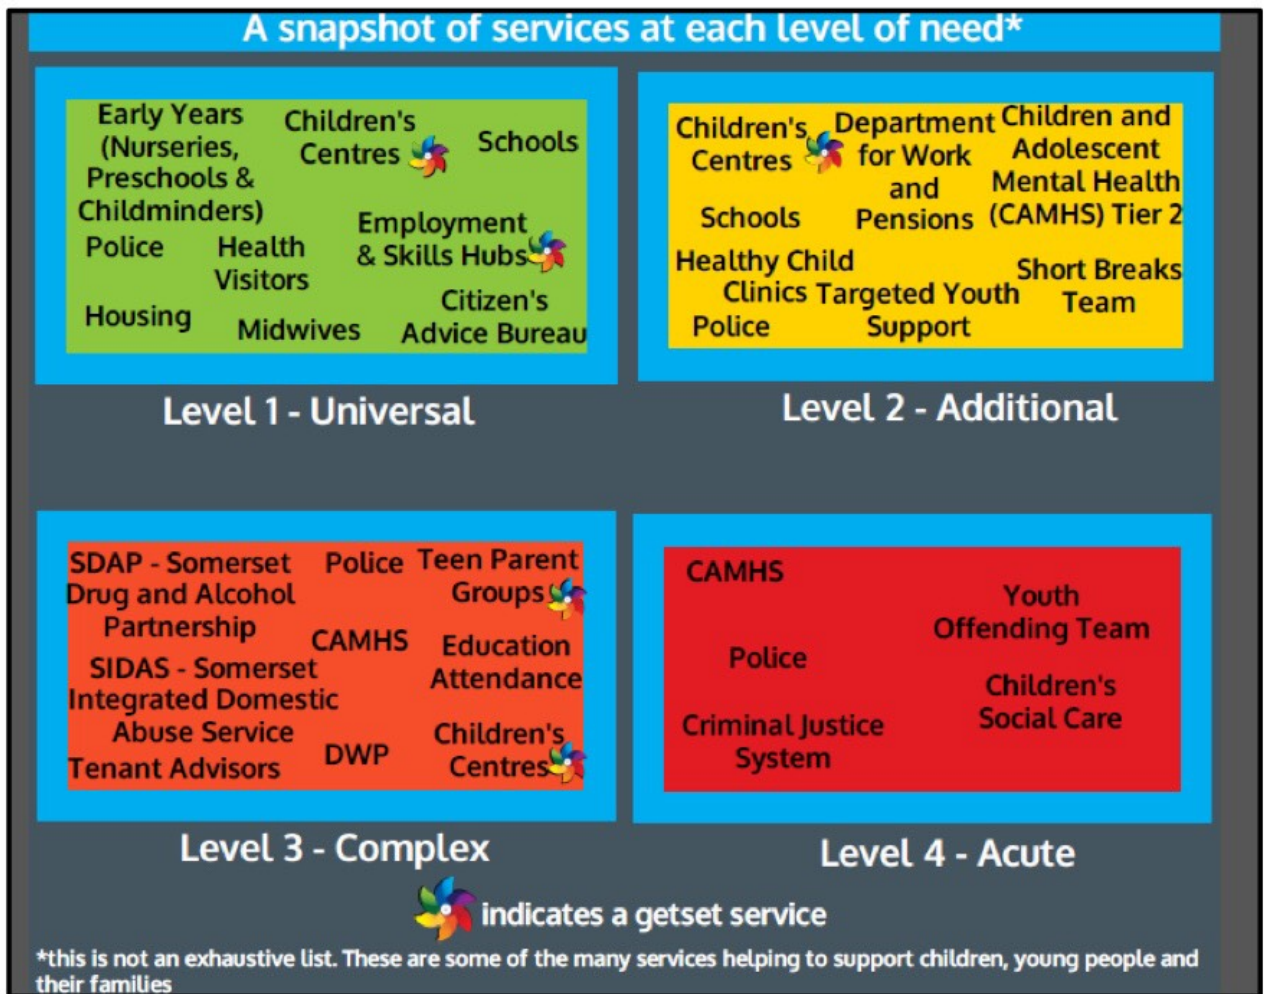 A snapshot of services at each level of need*
Early Years
(Nurseries,
Preschools &
Childminders)
Children's
Centres
Schools
Police
Health
Visitors
Employment
& Skills Hubs
Housing
Midwives
Citizen's
Advice Bureau
Level 1 - Universal
Children's
Centres
Department
for Work
and
Pensions
Children and
Adolescent
Mental Health
(CAMHS) Tier 2
Schools
Healthy Child
Clinics
Targeted Youth
Support
Short Breaks
Team
Police
Level 2 - Additional
SDAP - Somerset
Drug and Alcohol
Partnership
Police
Teen Parent
Groups
CAMHS
Education
Attendance
SIDAS - Somerset
Integrated Domestic
Abuse Service
Tenant Advisors
DWP
Children's
Centres
Level 3 - Complex
CAMHS
Youth
Offending Team
Police
Children's
Social Care
Criminal Justice
System
Level 4 - Acute
indicates a getset service
*this is not an exhaustive list. These are some of the many services helping to support children, young people and
their families